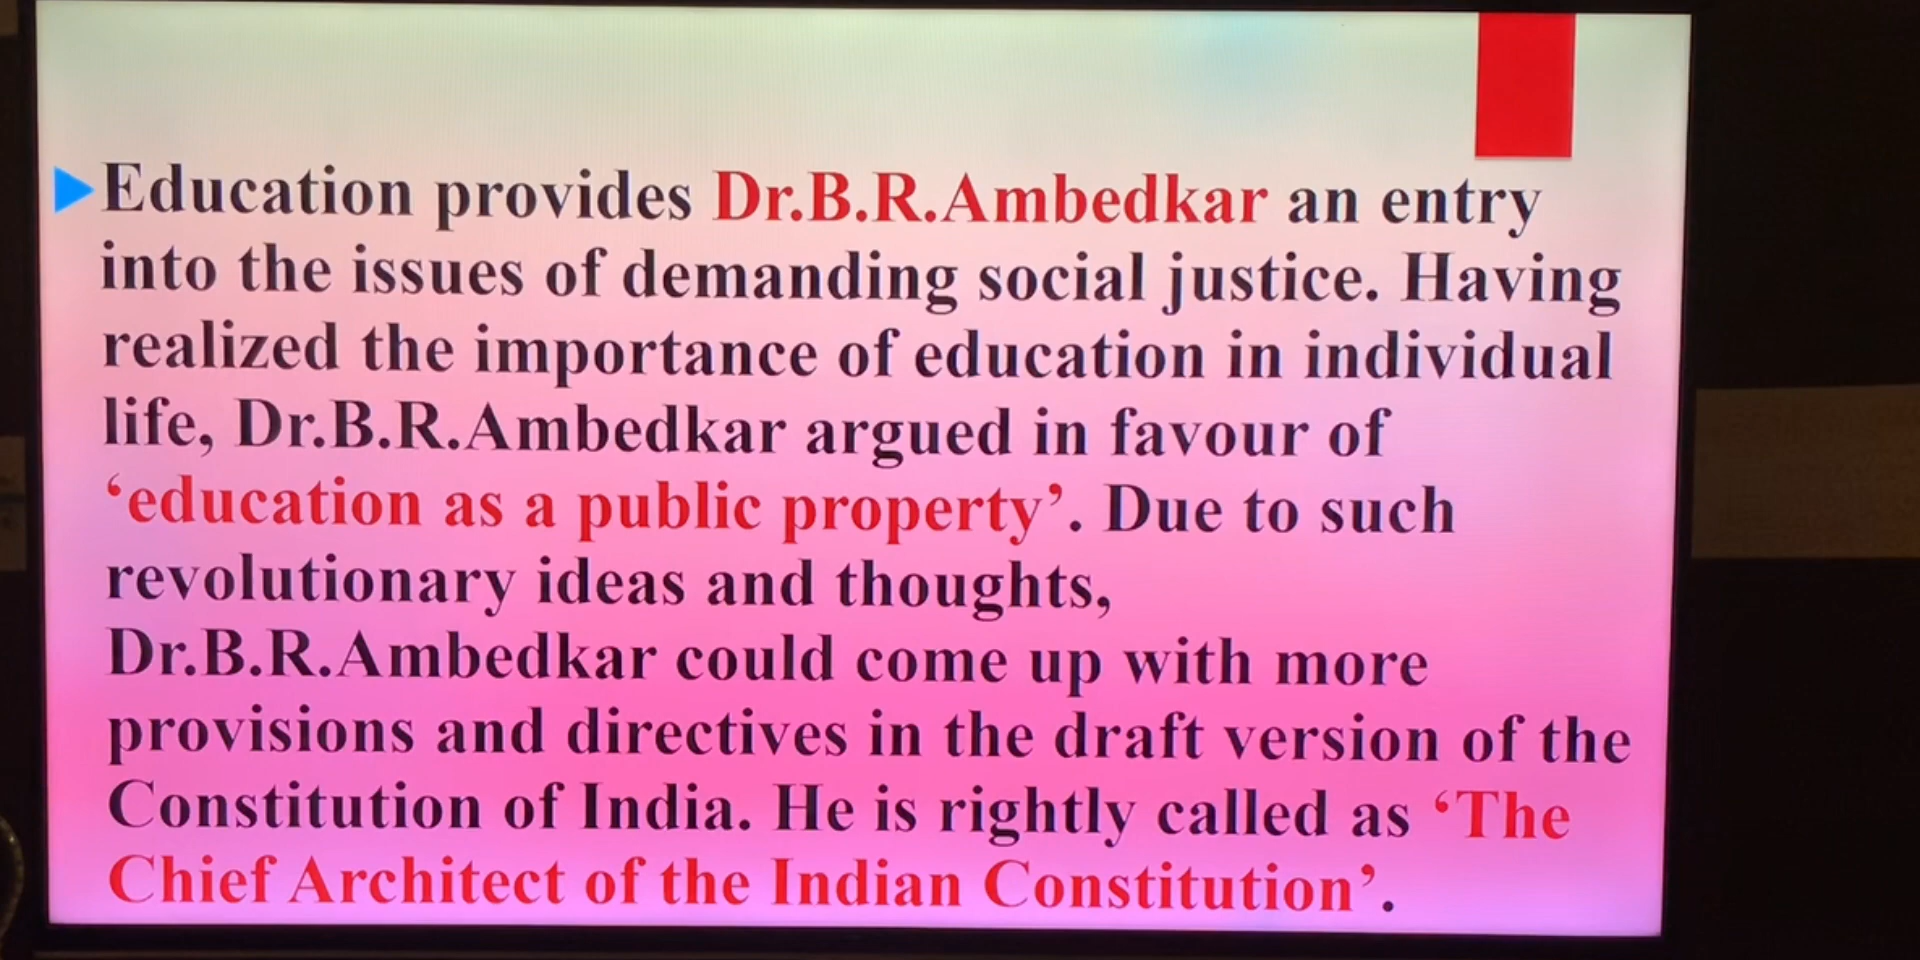 Education provides Dr.B.R.Ambedkar an entry
into the issues of demanding social justice. Having
realized the importance of education in individual
life, Dr.B.R.Ambedkar argued in favour of
‘education as a public property’. Due to such
revolutionary ideas and thoughts,
Dr.B.R.Ambedkar could come up with more
provisions and directives in the draft version of the
Constitution of India. He is rightly called as ‘The
Chief Architect of the Indian Constitution’.